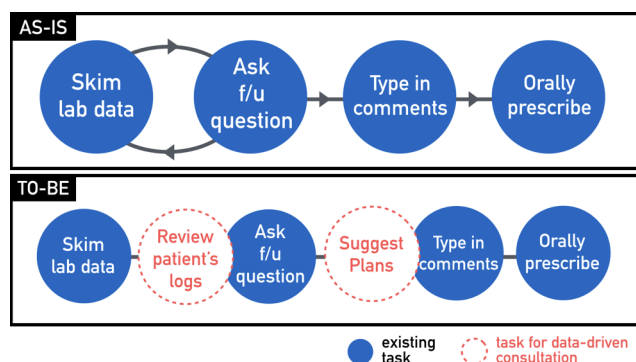 AS-IS
Skim
lab data
Ask
f/u
question
Type in
comments
Orally
prescribe
TO-BE
Skim
lab data
Review
patient's
logs
Ask
f/u
question
Suggest
Plans
Type in
comments
Orally
prescribe
existing
task
task for data-driven
consultation